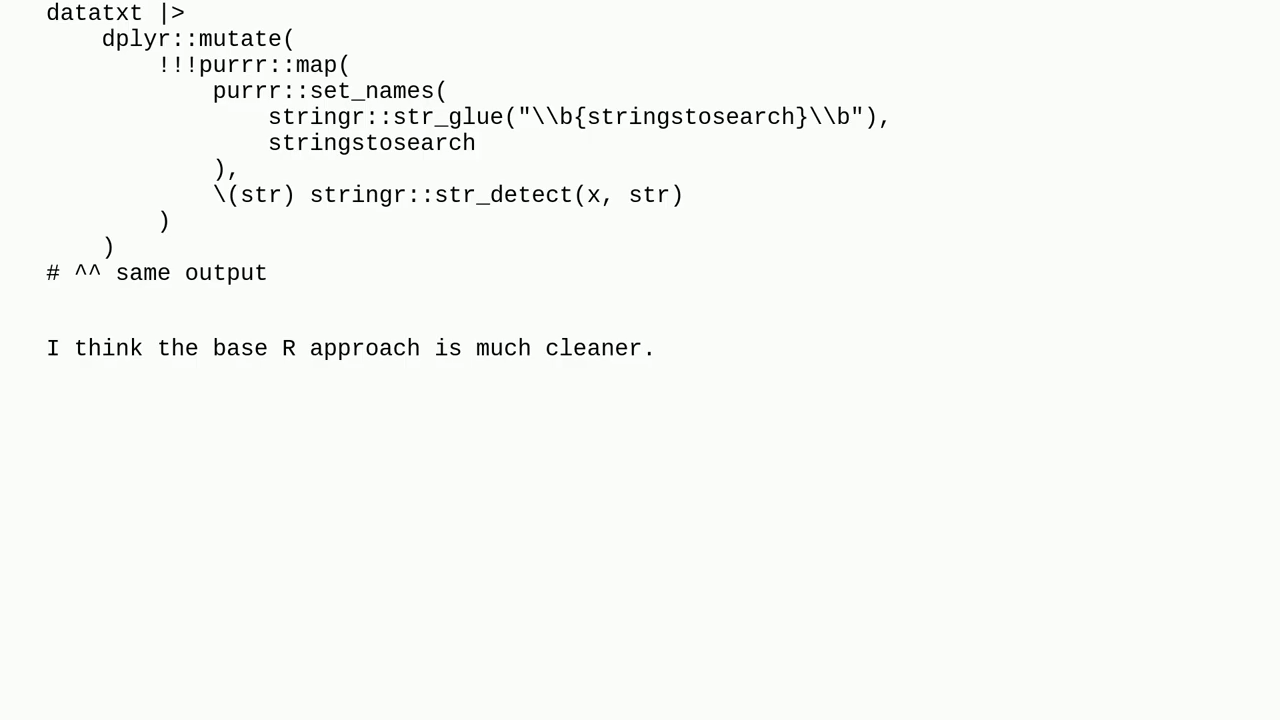 datatxt |>
    dplyr::mutate(
        !!!purrr::map(
            purrr::set_names(
                stringr::str_glue("\\b{stringstosearch}\\b"),
                stringstosearch
            ),
            \(str) stringr::str_detect(x, str)
        )
    )
# ^^ same output
I think the base R approach is much cleaner.